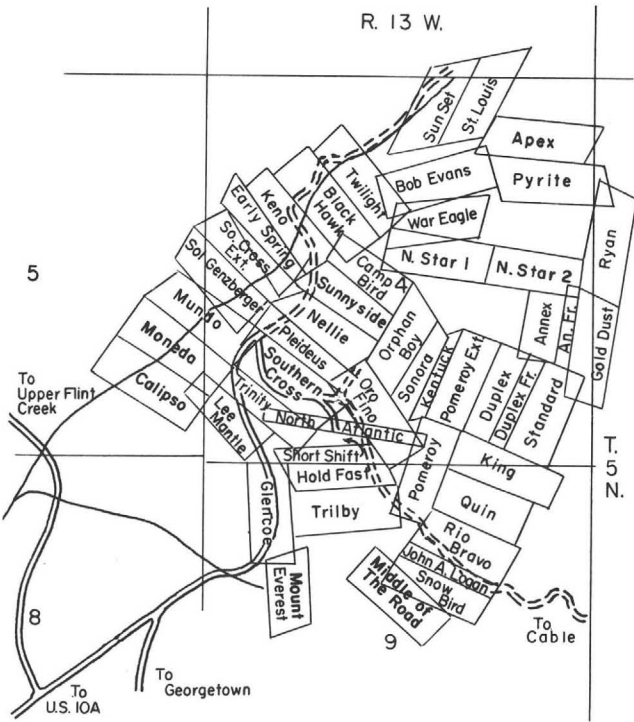 R. 13 W.
Sun Set
St. Louis
Apex
Bob Evans
Pyrite
Twilight
Black
Hawk
Keno
Early Spring
So. Cross
Ext.
Sol Genzberger
War Eagle
Ryan
N. Star 1
N. Star 2
5
Camp
Bird
4
Sunnyside
Nellie
Pleideus
Mundo
Moneda
Calipso
Orphan
Boy
Annex
An. Fr.
Gold Dust
Sonora
Kentuck
Pomeroy Ext.
Duplex
Duplex Fr.
Standard
Southern
Cross
Oro
Fino
To
Upper Flint
Creek
Trinity
Lee
Mantle
North Atlantic
Short Shift
Hold Fast
Trilby
Glencoe
Pomeroy
King
T.
5
N.
Quin
Rio
Bravo
John A. Logan
Snow
Bird
Middle of
The Road
Mount
Everest
8
9
To
Cable
To
Georgetown
To
U.S. 10A